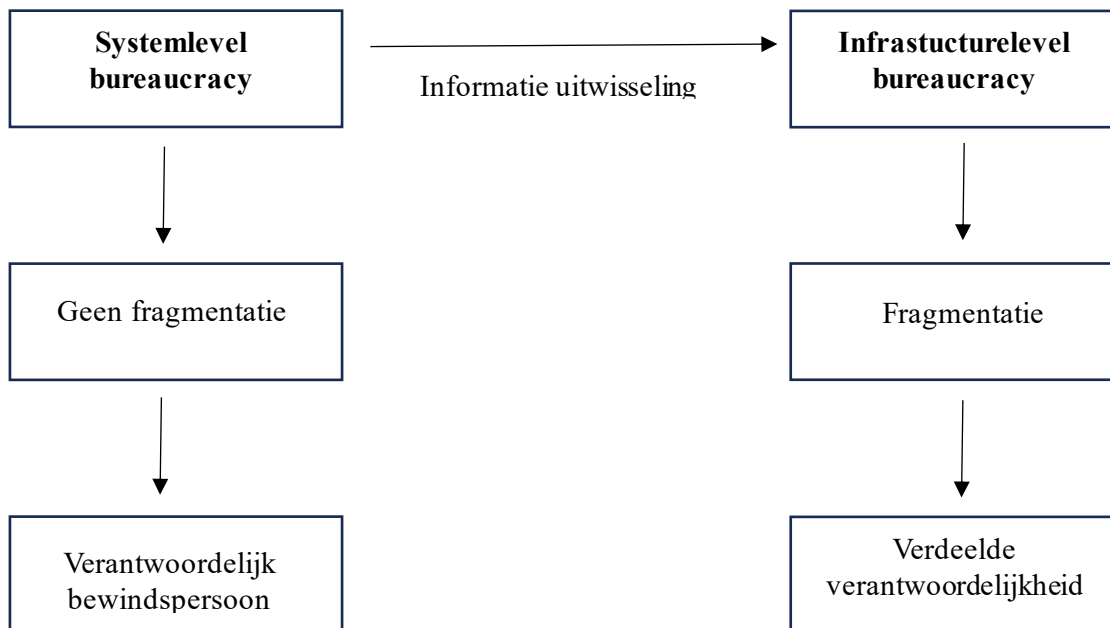 Systemlevel
bureaucracy
Informatie uitwisseling
Infrastucturelevel
bureaucracy
Geen fragmentatie
Fragmentatie
Verantwoordelijk
bewindspersoon
Verdeelde
verantwoordelijkheid